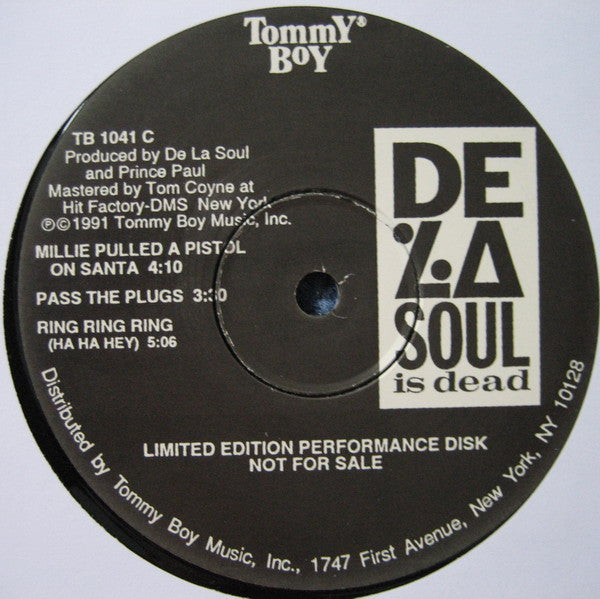 TommY®
BoY
TB 1041 C
Produced by De La Soul
and Prince Paul
Mastered by Tom Coyne at
Hit Factory-DMS New York
℗©1991 Tommy Boy Music, Inc.
MILLIE PULLED A PISTOL
ON SANTA 4:10
PASS THE PLUGS 3:30
RING RING RING
(HA HA HEY) 5:06
DE
LA
SOUL
is dead
LIMITED EDITION PERFORMANCE DISK
NOT FOR SALE
Distributed by Tommy Boy Music, Inc., 1747 First Avenue, New York, NY 10128